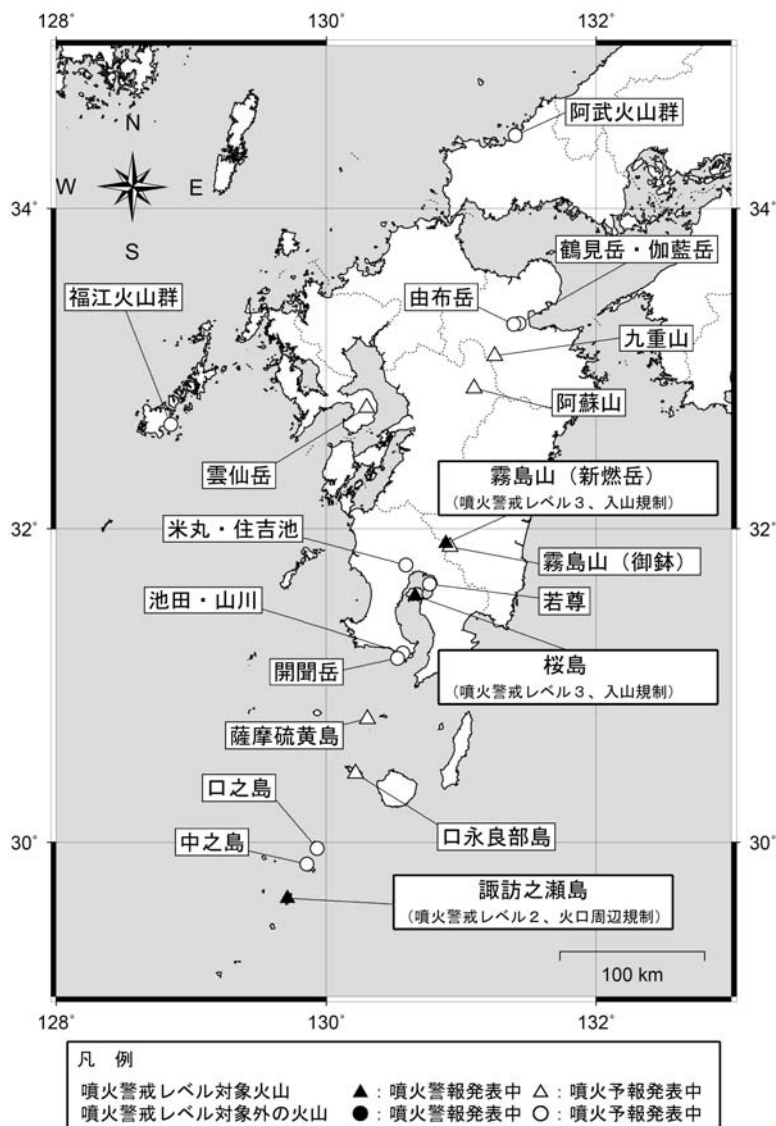 128° 130° 132°
N
W E
S
34° 34°
32° 32°
30° 30°
阿武火山群
鶴見岳・伽藍岳
由布岳
福江火山群
九重山
阿蘇山
雲仙岳
霧島山（新燃岳）
（噴火警戒レベル３、入山規制）
米丸・住吉池
霧島山（御鉢）
池田・山川
若尊
開聞岳
桜島
（噴火警戒レベル３、入山規制）
薩摩硫黄島
口之島
口永良部島
中之島
諏訪之瀬島
（噴火警戒レベル２、火口周辺規制）
100 km
128° 130° 132°
凡 例
噴火警戒レベル対象火山 ▲：噴火警報発表中 △：噴火予報発表中
噴火警戒レベル対象外の火山 ●：噴火警報発表中 ○：噴火予報発表中